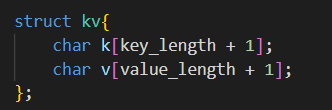 struct kv{
    char k[key_length + 1];
    char v[value_length + 1];
};